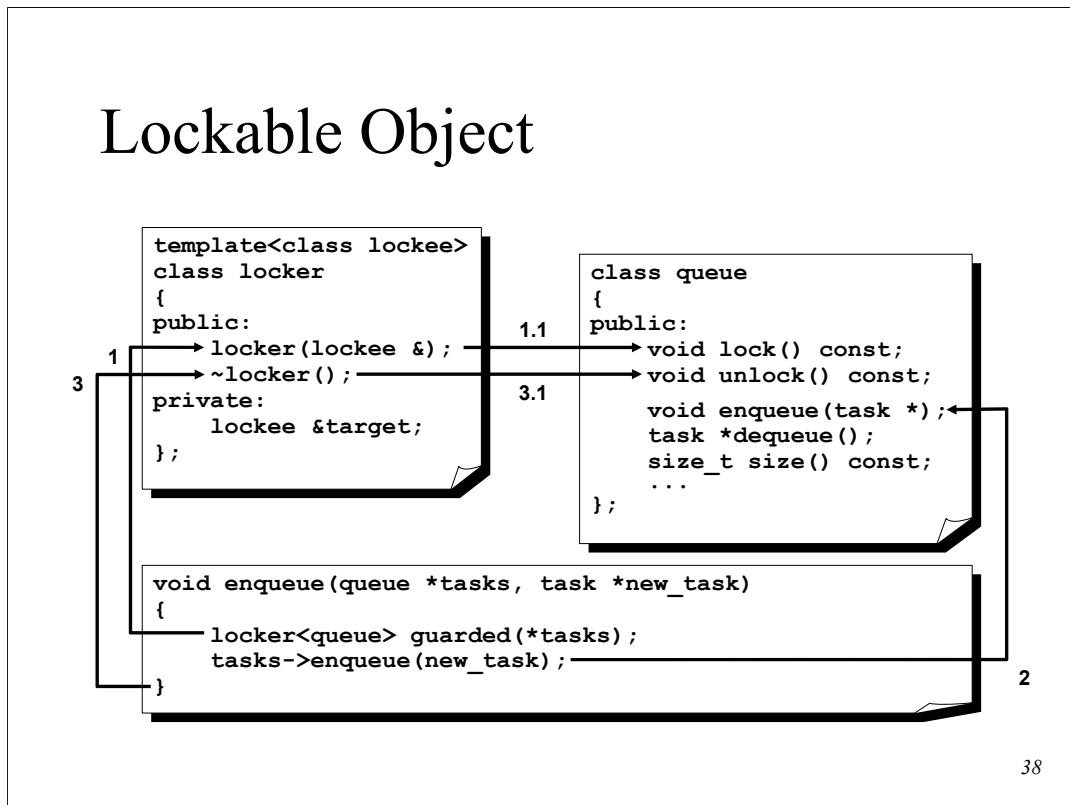 Lockable Object
template<class lockee>
class locker
{
public:
locker(lockee &);
~locker();
private:
lockee &target;
};
1
3
1.1
3.1
class queue
{
public:
void lock() const;
void unlock() const;
void enqueue(task *);
task *dequeue();
size_t size() const;
...
};
void enqueue(queue *tasks, task *new_task)
{
locker<queue> guarded(*tasks);
tasks->enqueue(new_task);
}
2
38